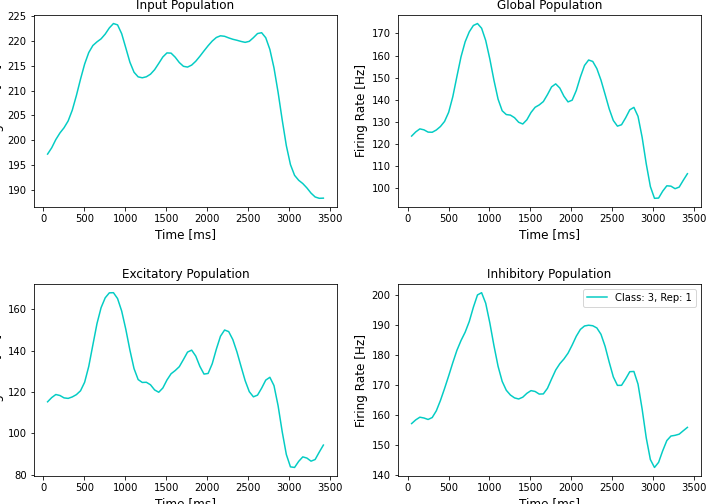 Input Population
Global Population
225
220
215
210
205
200
195
190
0 500 1000 1500 2000 2500 3000 3500
Time [ms]
Firing Rate [Hz]
170
160
150
140
130
120
110
100
0 500 1000 1500 2000 2500 3000 3500
Time [ms]
Excitatory Population
Inhibitory Population
160
140
120
100
80
0 500 1000 1500 2000 2500 3000 3500
Time [ms]
Firing Rate [Hz]
200
190
180
170
160
150
140
Class: 3, Rep: 1
0 500 1000 1500 2000 2500 3000 3500
Time [ms]